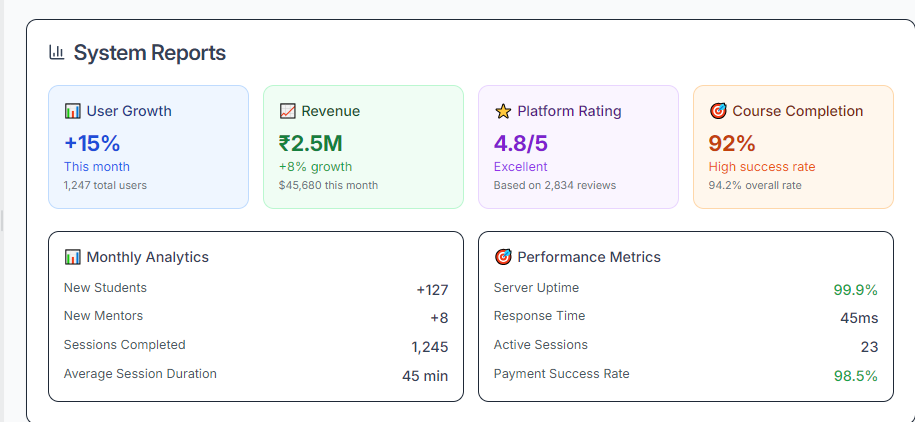 System Reports
User Growth
+15%
This month
1,247 total users
Revenue
₹2.5M
+8% growth
$45,680 this month
Platform Rating
4.8/5
Excellent
Based on 2,834 reviews
Course Completion
92%
High success rate
94.2% overall rate
Monthly Analytics
New Students +127
New Mentors +8
Sessions Completed 1,245
Average Session Duration 45 min
Performance Metrics
Server Uptime 99.9%
Response Time 45ms
Active Sessions 23
Payment Success Rate 98.5%